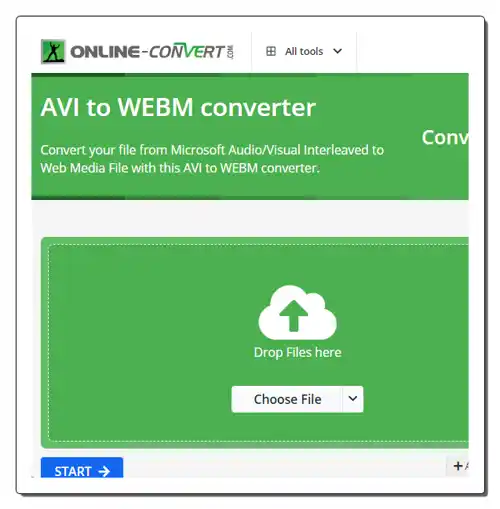 ONLINE-CONVERT.COM
All tools
AVI to WEBM converter
Conv
Convert your file from Microsoft Audio/Visual Interleaved to
Web Media File with this AVI to WEBM converter.
Drop Files here
Choose File
START